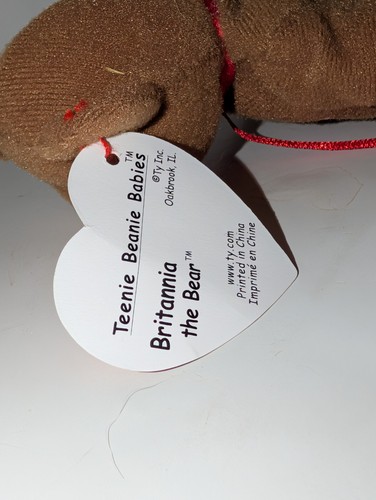 Teenie Beanie Babies™
©Ty Inc.
Oakbrook, IL.
Britannia
the Bear™
www.ty.com
Printed in China
Imprimé en Chine